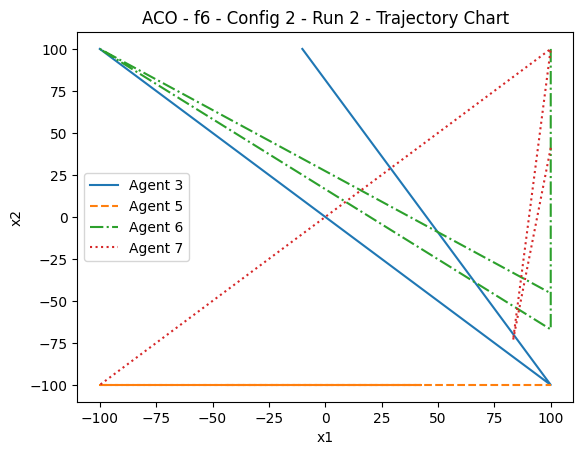 ACO - f6 - Config 2 - Run 2 - Trajectory Chart
100
75
50
25
0
−25
−50
−75
−100
x2
Agent 3
Agent 5
Agent 6
Agent 7
−100 −75 −50 −25 0 25 50 75 100
x1